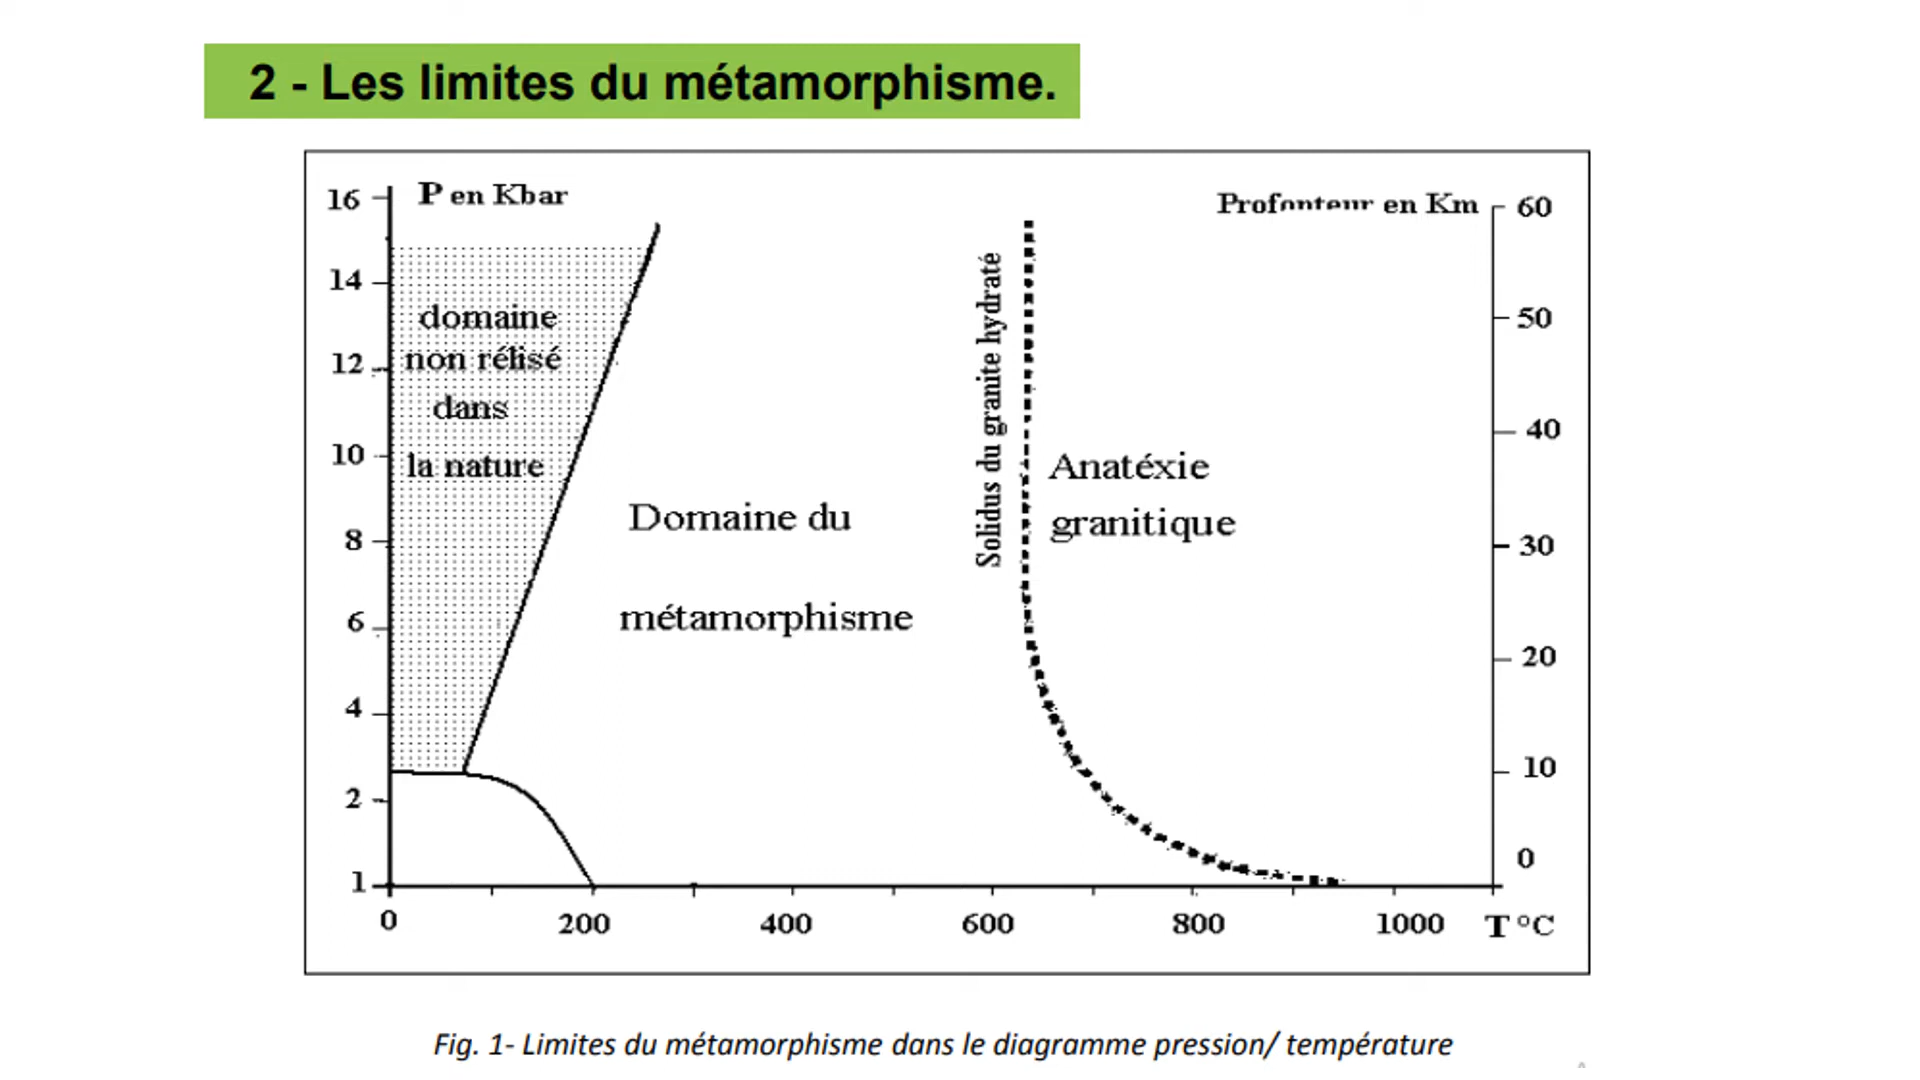 2 - Les limites du métamorphisme.
P en Kbar
Profonteur en Km
16
14
12
10
8
6
4
2
1
60
50
40
30
20
10
0
domaine
non rélisé
dans
la nature
Domaine du
métamorphisme
Solidus du granite hydraté
Anatéxie
granitique
0 200 400 600 800 1000 T °C
Fig. 1- Limites du métamorphisme dans le diagramme pression/ température